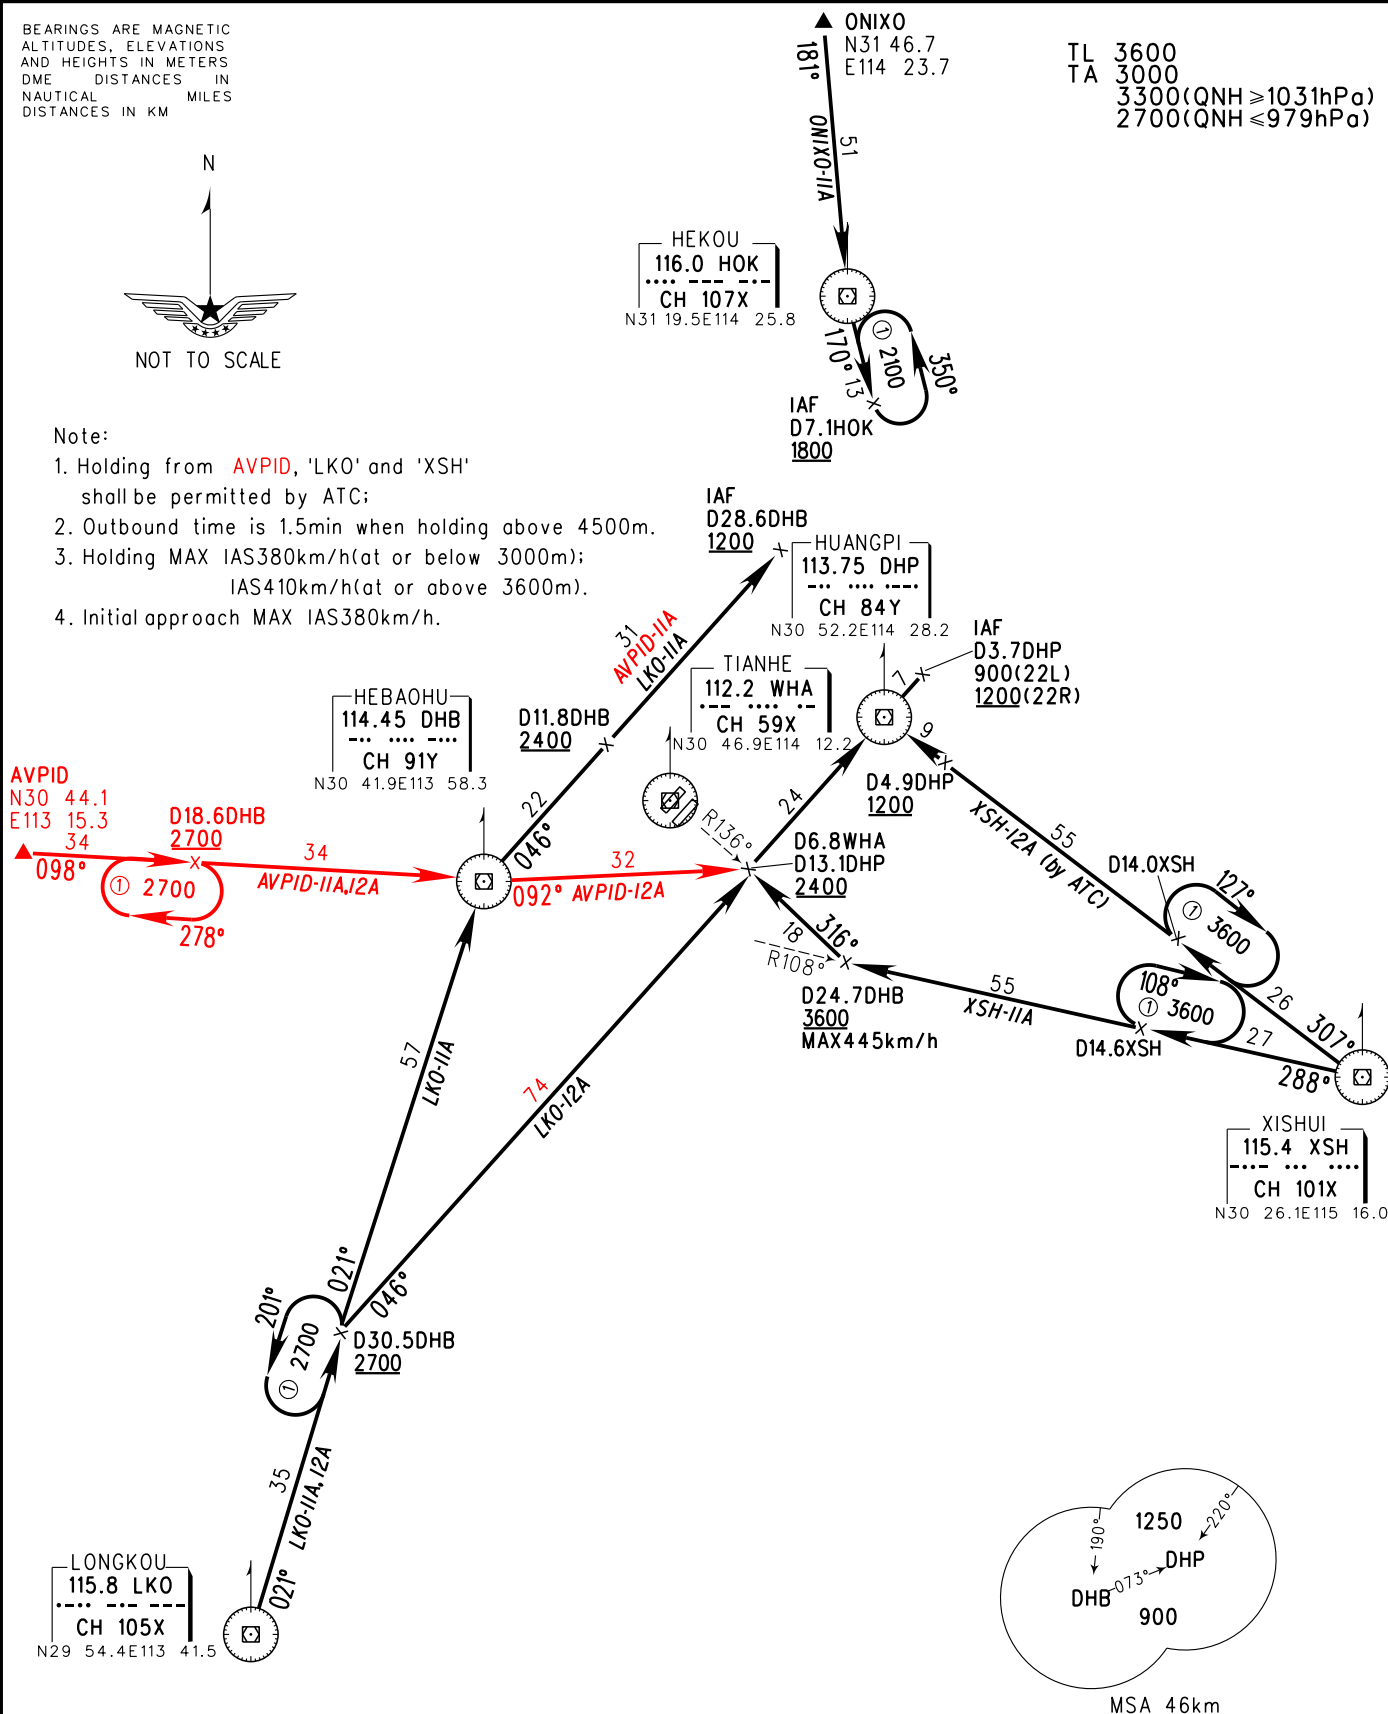 BEARINGS ARE MAGNETIC
ALTITUDES, ELEVATIONS
AND HEIGHTS IN METERS
DME DISTANCES IN
NAUTICAL MILES
DISTANCES IN KM
N
NOT TO SCALE
ONIXO
N31 46.7
E114 23.7
TL 3600
TA 3000
3300(QNH ≥1031hPa)
2700(QNH ≤979hPa)
181°
51
ONIXO-11A
HEKOU
116.0 HOK
CH 107X
N31 19.5E114 25.8
170°
13
① 2100
350°
IAF
D7.1HOK
1800
Note:
1. Holding from AVPID, 'LKO' and 'XSH'
shall be permitted by ATC;
2. Outbound time is 1.5min when holding above 4500m.
3. Holding MAX IAS380km/h(at or below 3000m);
IAS410km/h(at or above 3600m).
4. Initial approach MAX IAS380km/h.
IAF
D28.6DHB
1200
HUANGPI
113.75 DHP
CH 84Y
N30 52.2E114 28.2
IAF
D3.7DHP
900(22L)
1200(22R)
7
31
AVPID-11A
LKO-11A
TIANHE
112.2 WHA
CH 59X
N30 46.9E114 12.2
HEBAOHU
114.45 DHB
CH 91Y
N30 41.9E113 58.3
D11.8DHB
2400
9
D4.9DHP
1200
AVPID
N30 44.1
E113 15.3
34
098°
D18.6DHB
2700
① 2700
278°
34
AVPID-11A,12A
22
046°
32
092° AVPID-12A
R136°
24
D6.8WHA
D13.1DHP
2400
55
XSH-12A (by ATC)
D14.0XSH
127°
① 3600
316°
18
R108°
D24.7DHB
3600
MAX445km/h
55
XSH-11A
108°
① 3600
D14.6XSH
26
307°
27
288°
XISHUI
115.4 XSH
CH 101X
N30 26.1E115 16.0
57
LKO-11A
74
LKO-12A
021°
046°
201°
① 2700
D30.5DHB
2700
35
LKO-11A,12A
021°
LONGKOU
115.8 LKO
CH 105X
N29 54.4E113 41.5
190°
1250
220°
DHP
073°
DHB
900
MSA 46km